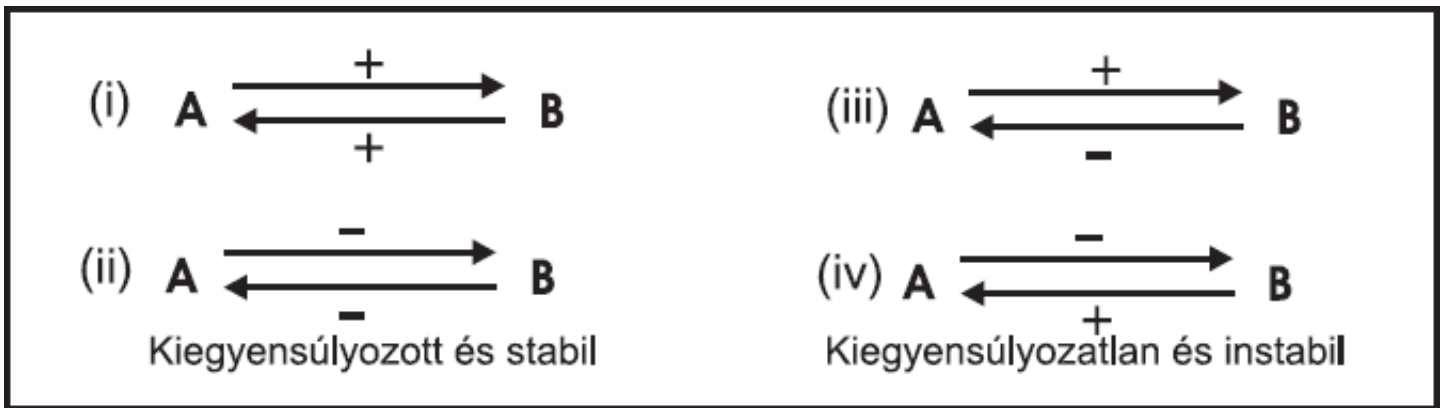 +
(i) A B
+
-
(ii) A B
-
Kiegyensúlyozott és stabil
+
(iii) A B
-
-
(iv) A B
+
Kiegyensúlyozatlan és instabil